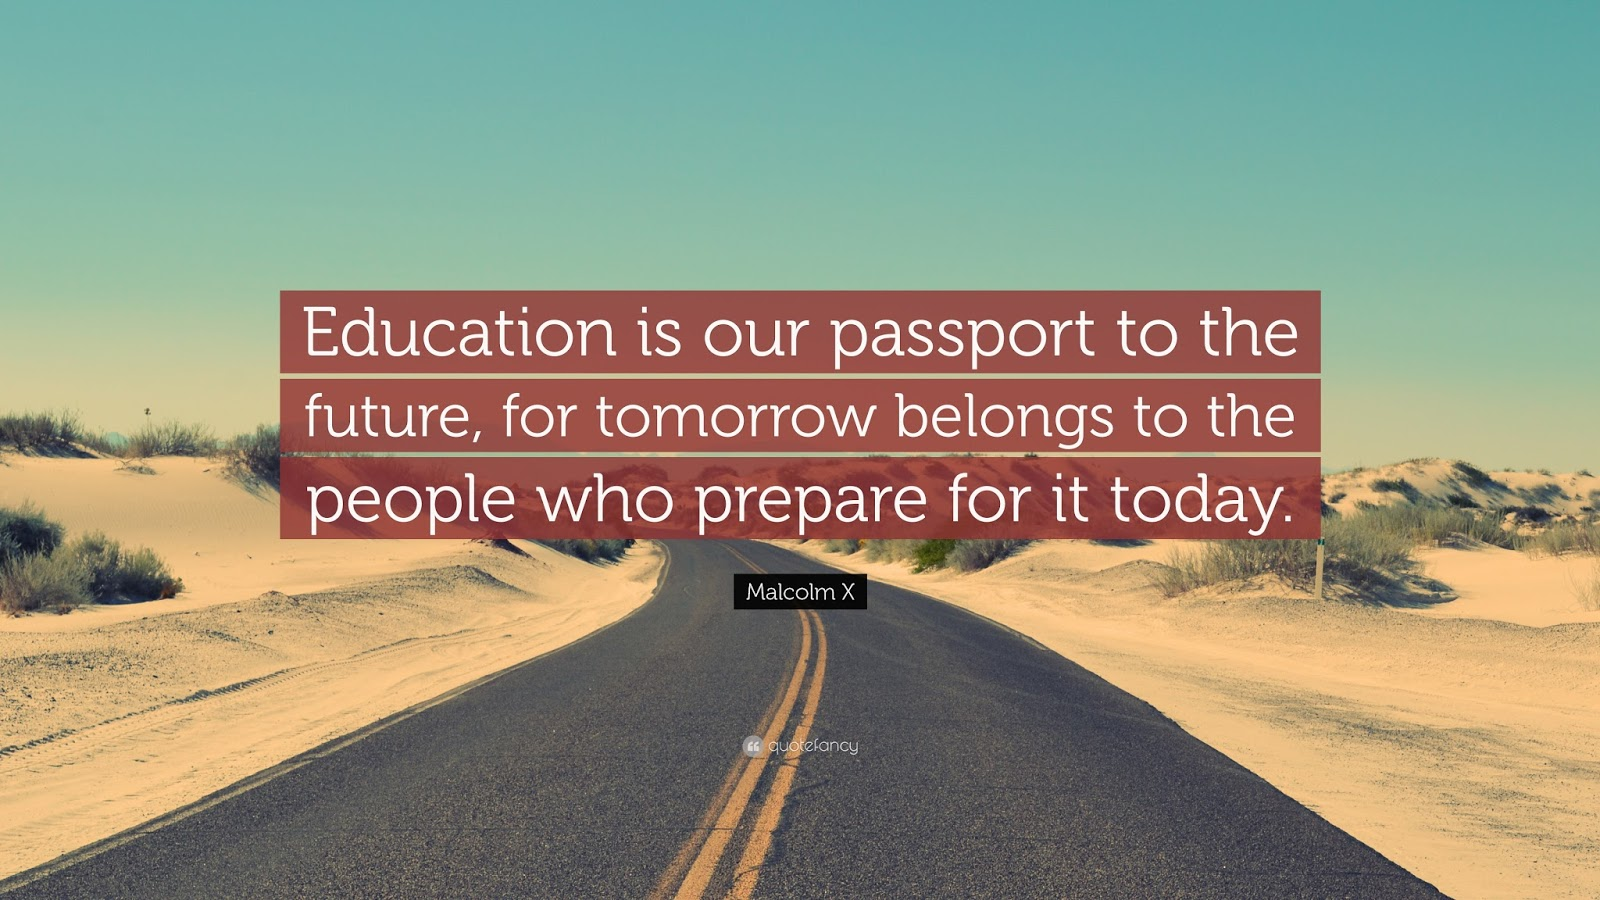 Education is our passport to the
future, for tomorrow belongs to the
people who prepare for it today.
Malcolm X
quotefancy